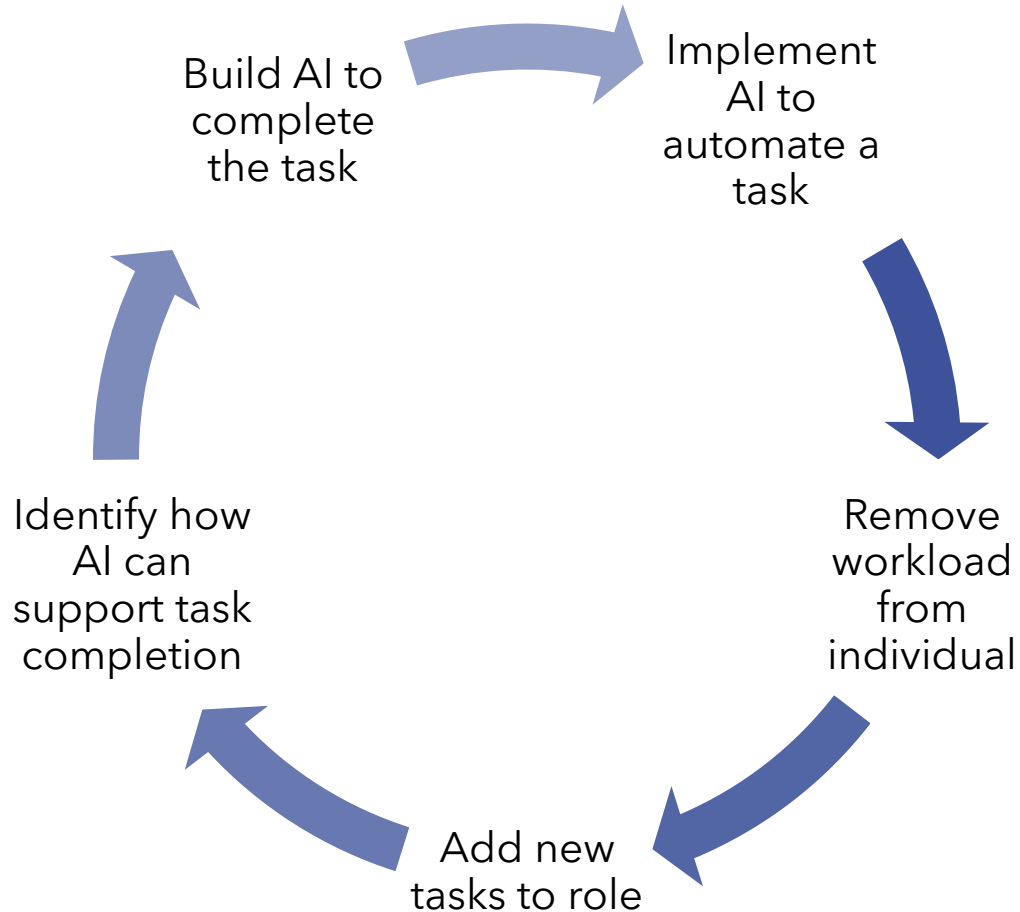 Build AI to
complete
the task
Implement
AI to
automate a
task
Remove
workload
from
individual
Add new
tasks to role
Identify how
AI can
support task
completion